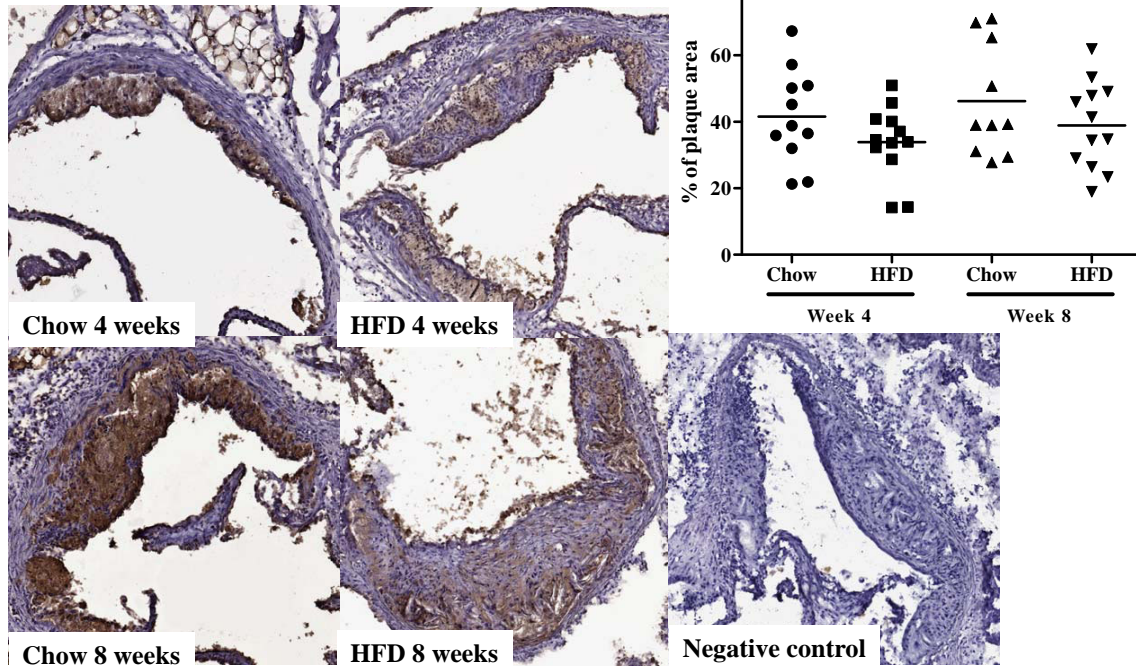 % of plaque area
60
40
20
0
Chow HFD Chow HFD
Week 4 Week 8
Chow 4 weeks HFD 4 weeks
Chow 8 weeks HFD 8 weeks Negative control